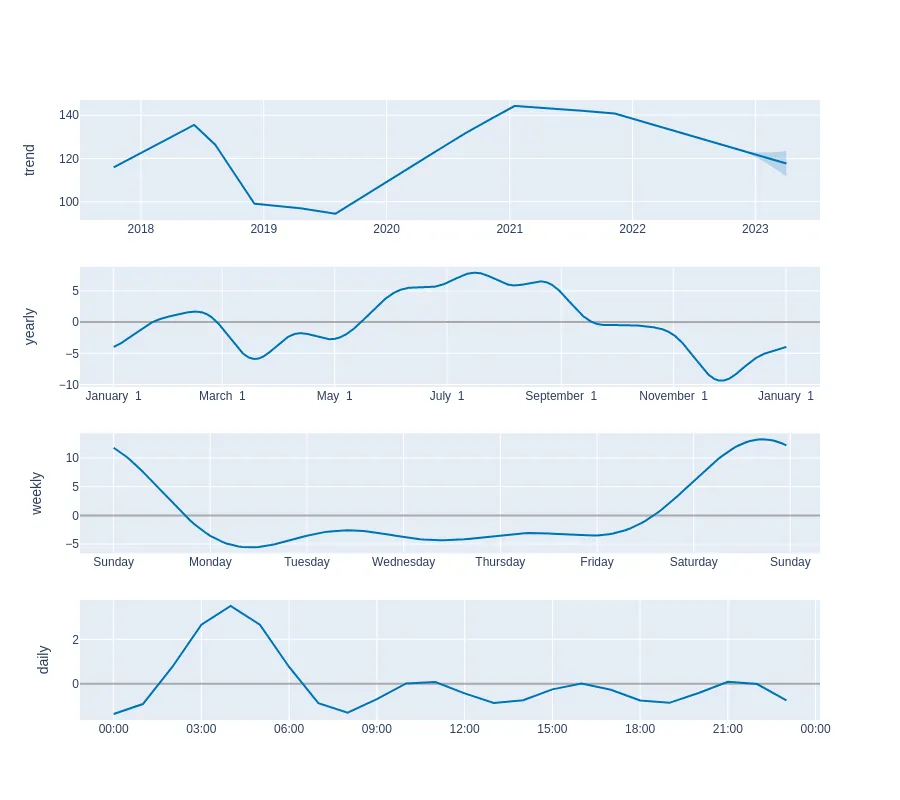 trend
140
120
100
2018 2019 2020 2021 2022 2023
yearly
5
0
−5
−10
January 1 March 1 May 1 July 1 September 1 November 1 January 1
weekly
10
5
0
−5
Sunday Monday Tuesday Wednesday Thursday Friday Saturday Sunday
daily
2
0
00:00 03:00 06:00 09:00 12:00 15:00 18:00 21:00 00:00